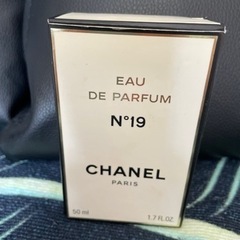 EAU
DE PARFUM
N°19
CHANEL
PARIS
50 ml 1.7 FL.OZ